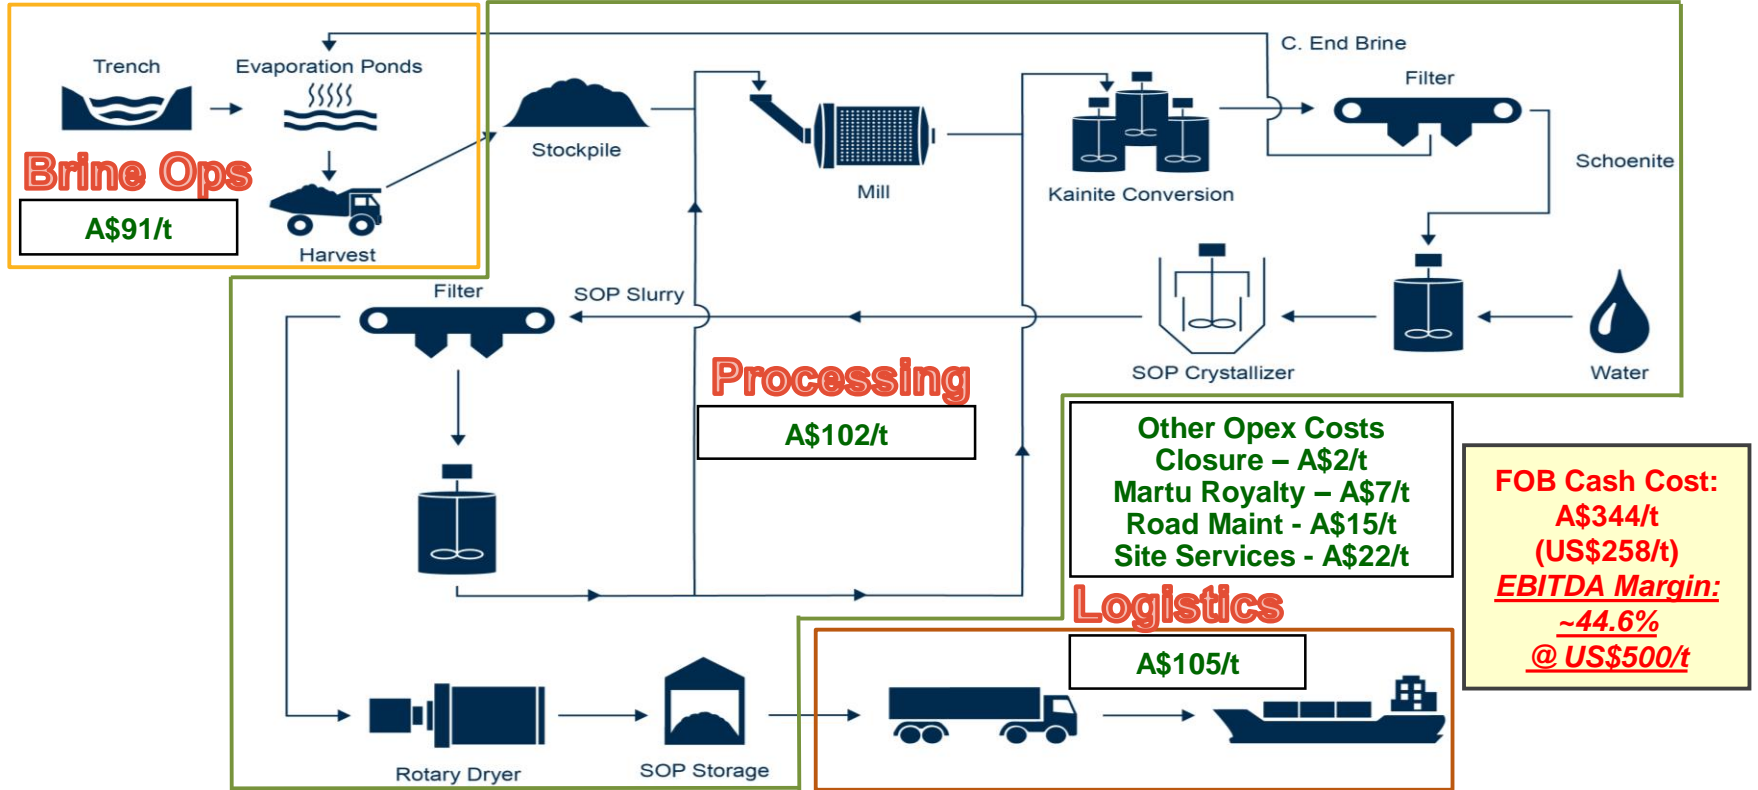 C. End Brine
Trench
Evaporation Ponds
Filter
Stockpile
Schoenite
Brine Ops
Mill
Kainite Conversion
A$91/t
Harvest
Filter
SOP Slurry
Processing
SOP Crystallizer
Water
A$102/t
Other Opex Costs
Closure – A$2/t
Martu Royalty – A$7/t
Road Maint - A$15/t
Site Services - A$22/t
FOB Cash Cost:
A$344/t
(US$258/t)
EBITDA Margin:
~44.6%
@ US$500/t
Logistics
A$105/t
Rotary Dryer
SOP Storage